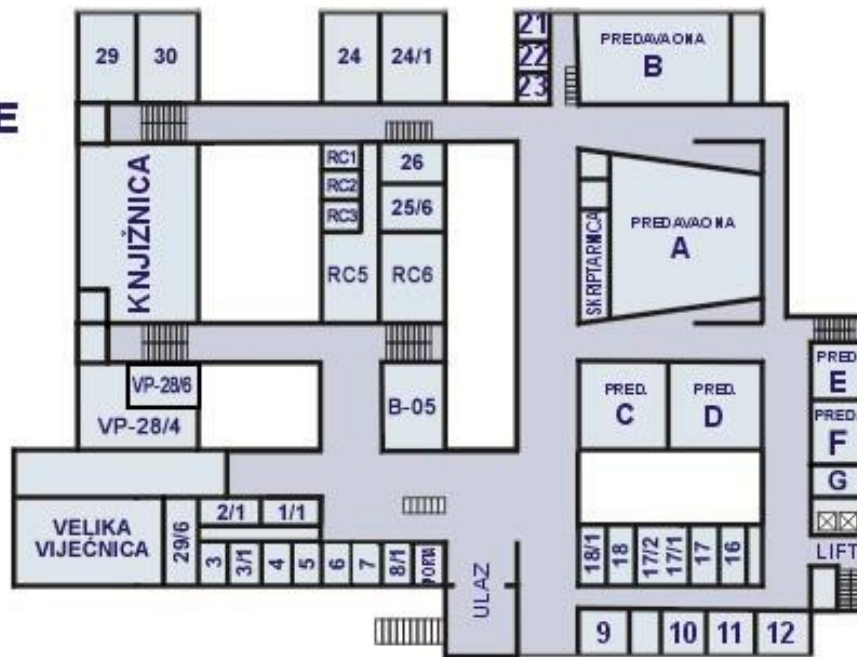 29
30
24
24/1
21
22
23
PREDAVAONA
B
E
KNJIŽNICA
RC1
RC2
RC3
RC5
26
25/6
RC6
SKRIPTARNICA
PREDAVAONA
A
VP-28/6
VP-28/4
B-05
PRED.
C
PRED.
D
PRED.
E
PRED.
F
G
LIFT
VELIKA
VIJEĆNICA
29/6
2/1
1/1
3
3/1
4
5
6
7
8/1
PORTA
ULAZ
18/1
18
17/2
17/1
17
16
9
10
11
12